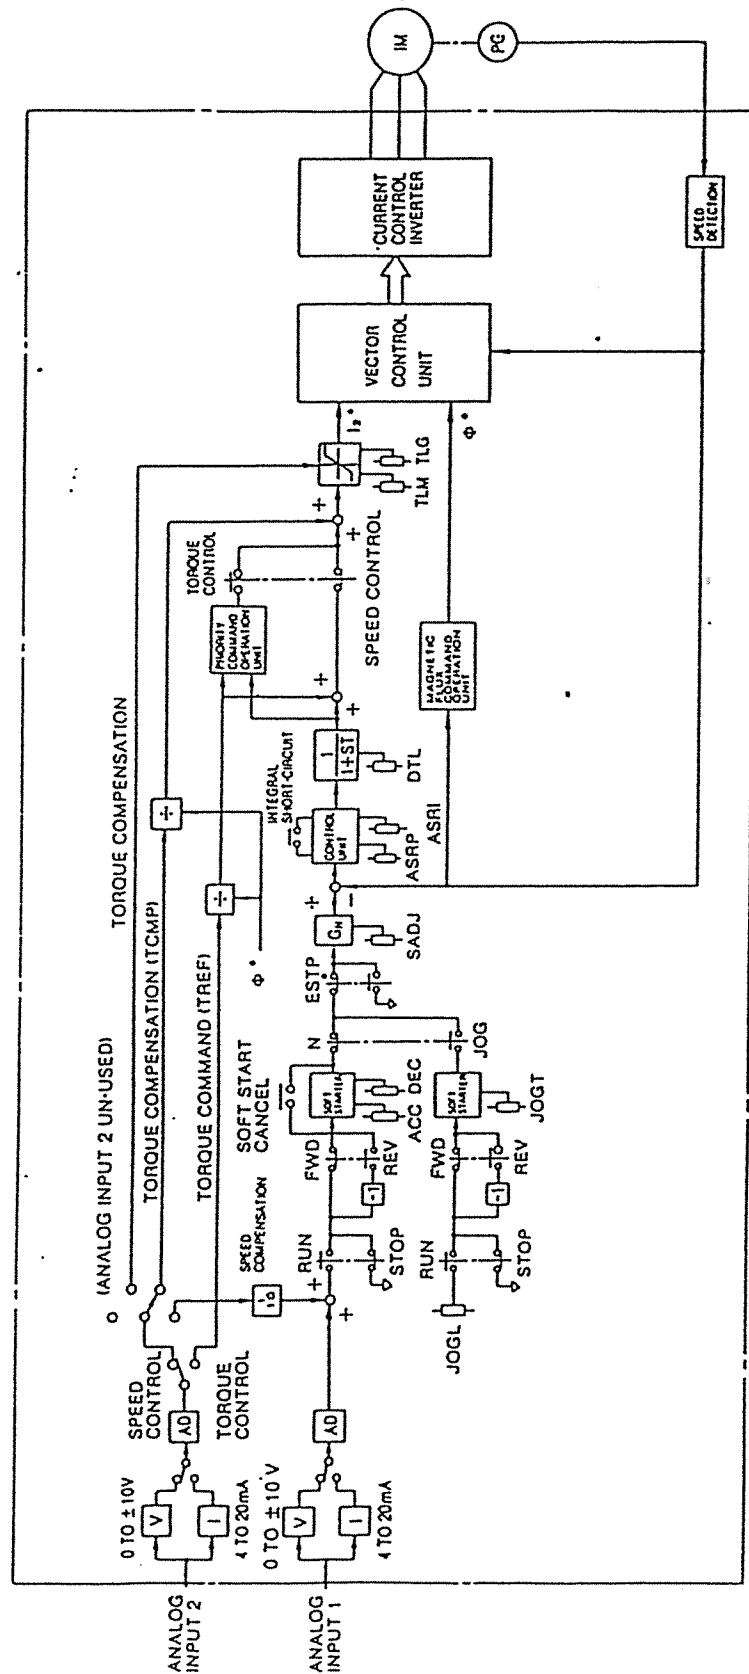 ANALOG
INPUT 2
0 TO ± 10V
V
I
4 TO 20mA
SPEED
CONTROL
AD
TORQUE
CONTROL
(ANALOG INPUT 2 UN-USED)
TORQUE COMPENSATION
TORQUE COMPENSATION (TCMP)
TORQUE COMMAND (TREF)
÷
÷
Φ*
SPEED
COMPENSATION
1/10
ANALOG
INPUT 1
0 TO ± 10 V
V
I
4 TO 20mA
AD
+
+
RUN
STOP
FWD
-1
REV
SOFT START
CANCEL
SOFT
STARTER
ACC DEC
N
ESTP
GN
SADJ
+
-
INTEGRAL
SHORT-CIRCUIT
CONTROL
UNIT
ASRP
ASRI
1
1+ST
DTL
+
+
PRIORITY
COMMAND
OPERATION
UNIT
TORQUE
CONTROL
SPEED CONTROL
+
+
TLM TLG
I2*
VECTOR
CONTROL
UNIT
CURRENT
CONTROL
INVERTER
IM
PG
SPEED
DETECTION
MAGNETIC
FLUX
COMMAND
OPERATION
UNIT
Φ*
JOGL
RUN
STOP
FWD
-1
REV
SOFT
STARTER
JOGT
JOG